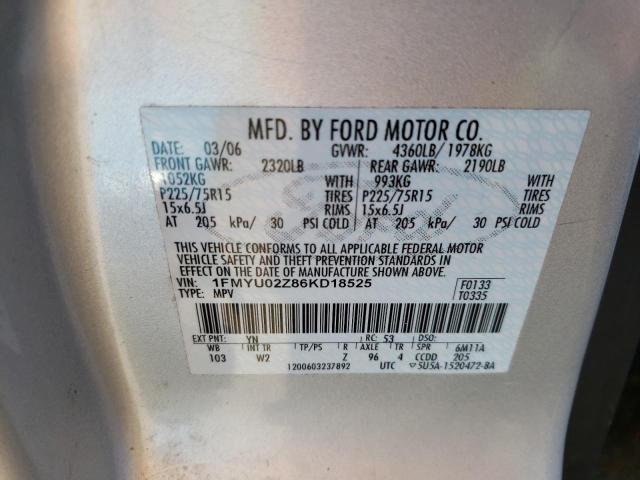 MFD. BY FORD MOTOR CO.
DATE: 03/06 GVWR: 4360LB/1978KG
FRONT GAWR: 2320LB REAR GAWR: 2190LB
1052KG WITH 993KG WITH
P225/75R15 TIRES P225/75R15 TIRES
15x6.5J RIMS 15x6.5J RIMS
AT 205 kPa/ 30 PSI COLD AT 205 kPa/ 30 PSI COLD
THIS VEHICLE CONFORMS TO ALL APPLICABLE FEDERAL MOTOR
VEHICLE SAFETY AND THEFT PREVENTION STANDARDS IN
EFFECT ON THE DATE OF MANUFACTURE SHOWN ABOVE.
VIN: 1FMYU02Z86KD18525 F0133
TYPE: MPV T0335
EXT PNT: YN RC: 53 DSO:
WB INT TR TP/PS R AXLE TR SPR 6M11A
103 W2 Z 96 4 CCDD 205
1200603237892 UTC 5U5A-1520472-BA